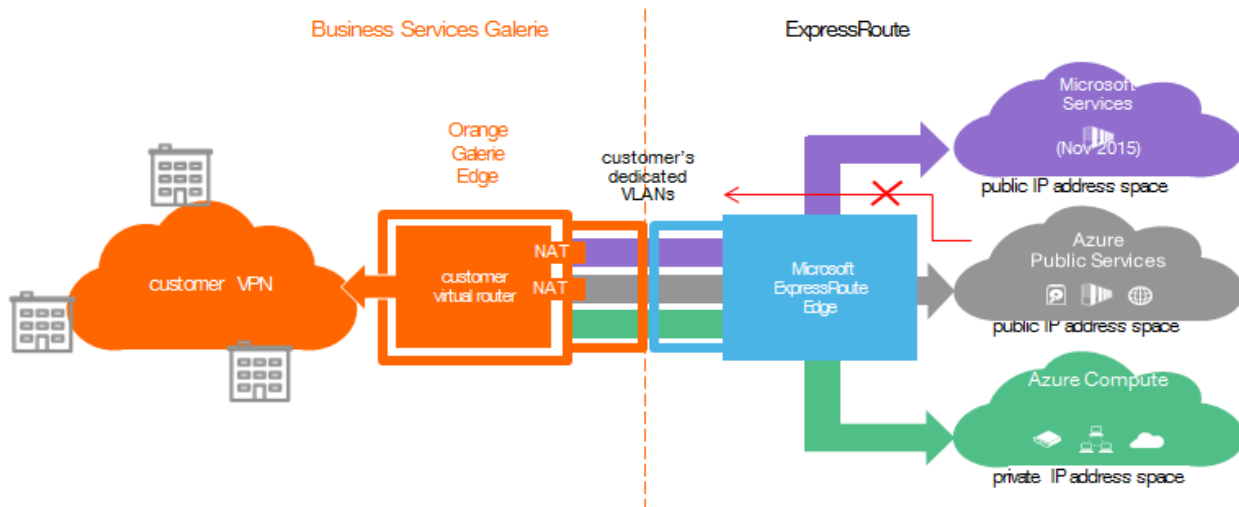 Business Services Galerie
ExpressRoute
Orange
Galerie
Edge
customer's
dedicated
VLANs
customer VPN
customer
virtual router
NAT
NAT
Microsoft
ExpressRoute
Edge
Microsoft
Services
(Nov 2015)
public IP address space
Azure
Public Services
public IP address space
Azure Compute
private IP address space